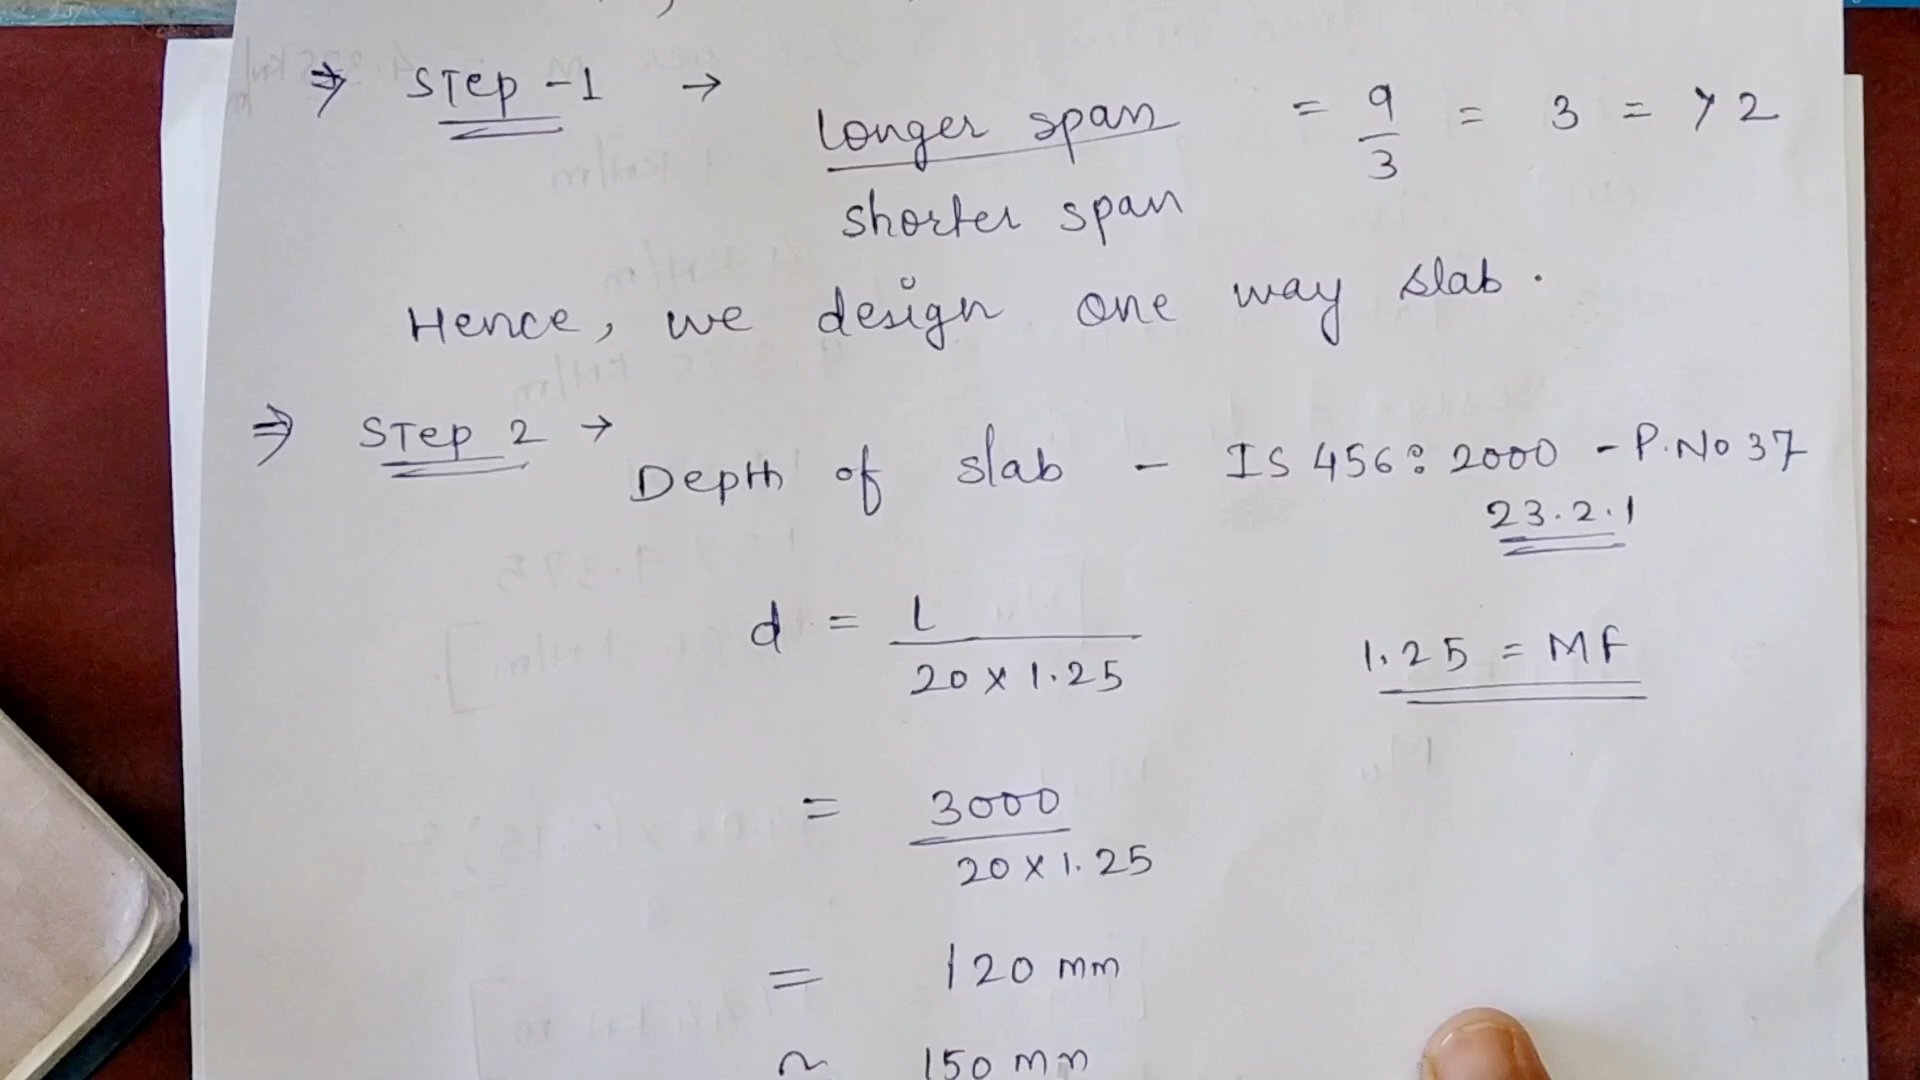 ⇒ STep -1 → Longer span / shorter span = 9/3 = 3 = > 2
Hence, we design one way slab.
⇒ STep 2 → Depth of slab - IS 456: 2000 - P.No 37
23.2.1
d = L / 20 x 1.25
1.25 = MF
= 3000 / 20 x 1.25
= 120 mm
~ 150 mm